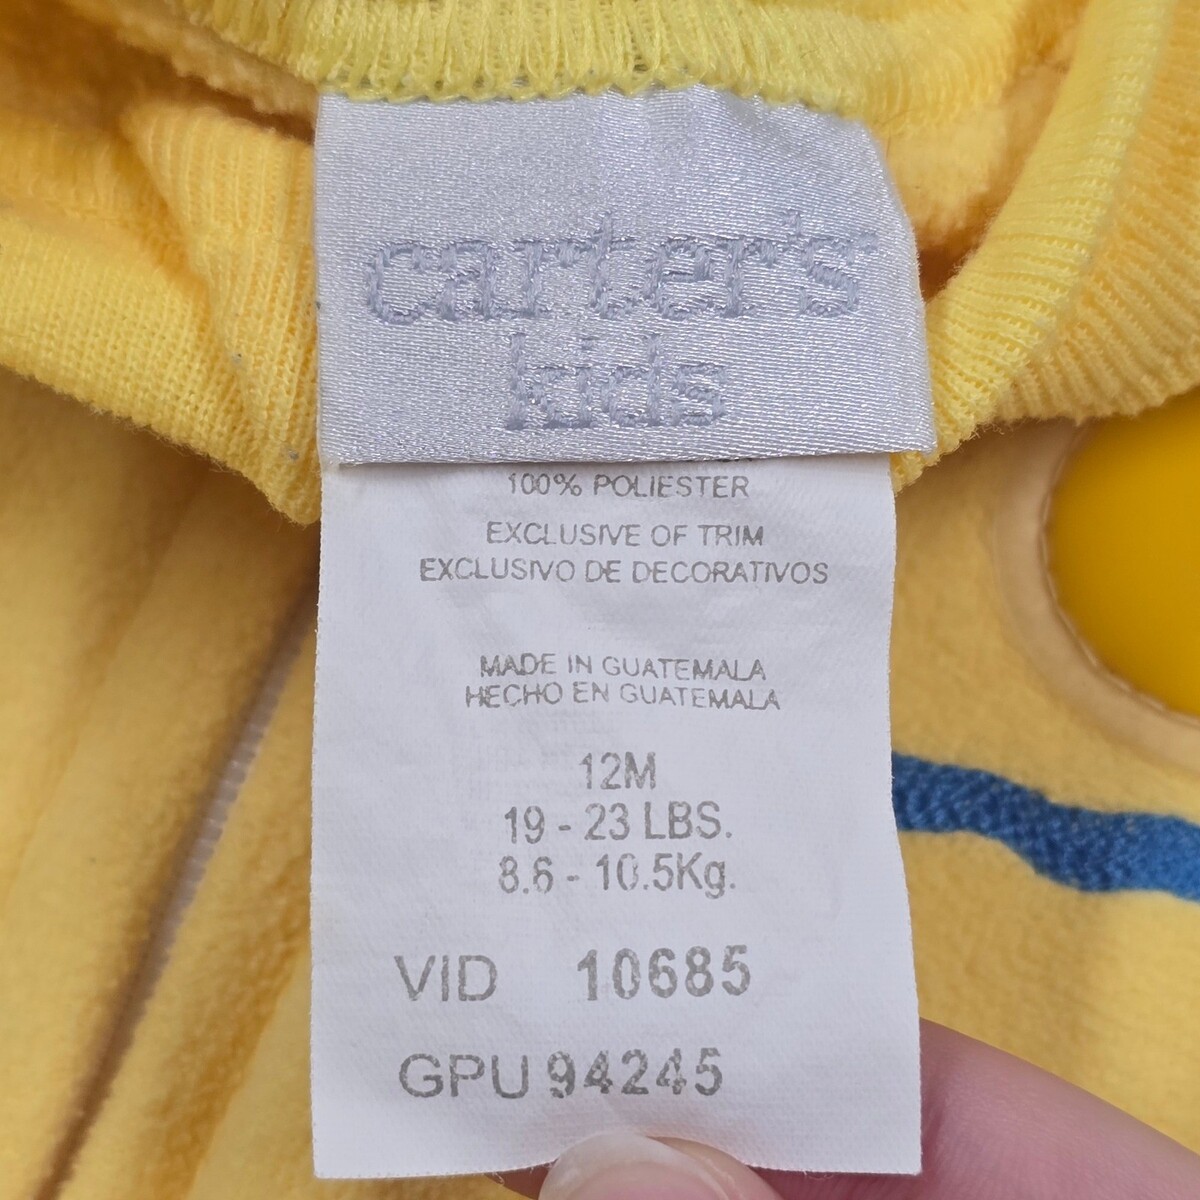 carter's
kids
100% POLIESTER
EXCLUSIVE OF TRIM
EXCLUSIVO DE DECORATIVOS
MADE IN GUATEMALA
HECHO EN GUATEMALA
12M
19 - 23 LBS.
8.6 - 10.5Kg.
VID 10685
GPU 94245